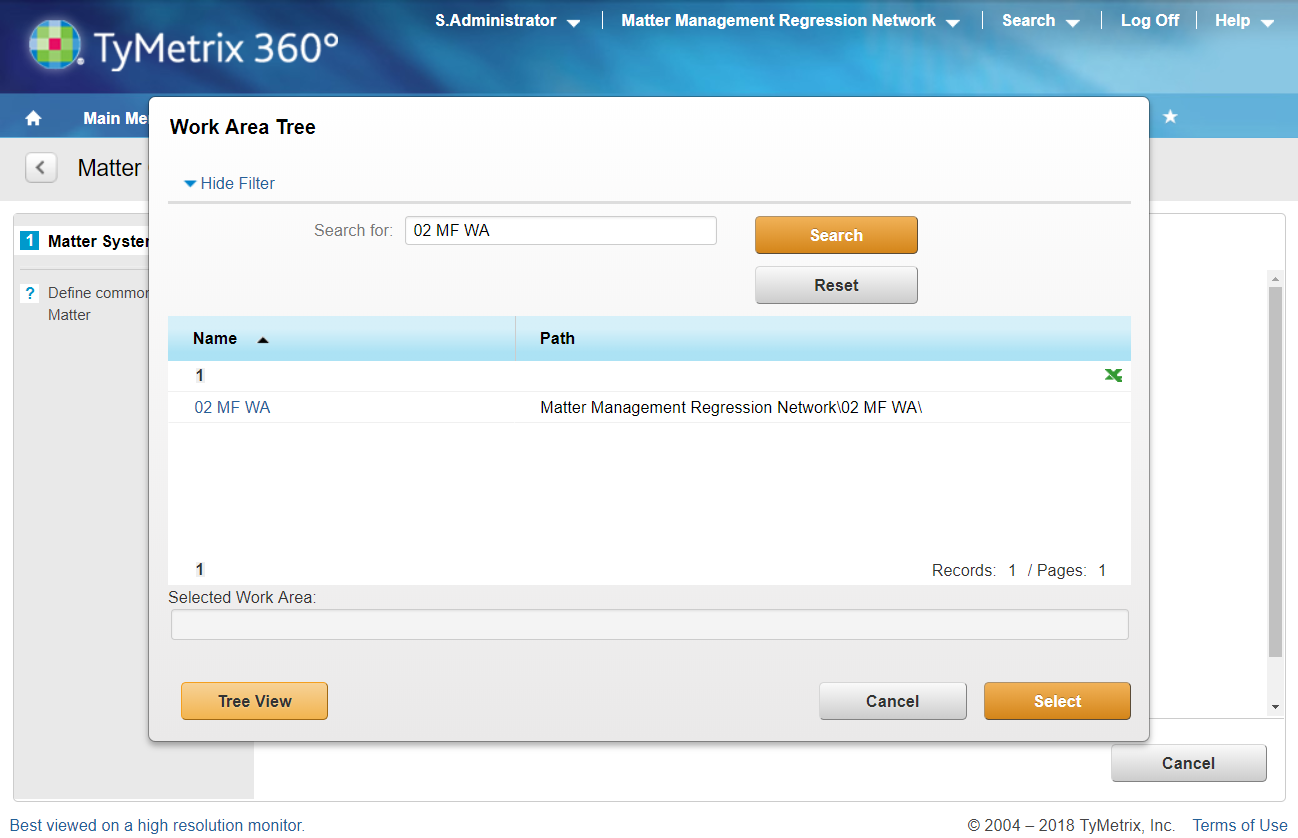 S.Administrator Matter Management Regression Network Search Log Off Help
TyMetrix 360°
Main Me
Work Area Tree
Matter
Hide Filter
Search for: 02 MF WA Search
Reset
1 Matter System
? Define common
Matter
Name Path
1
02 MF WA Matter Management Regression Network\02 MF WA\
1 Records: 1 / Pages: 1
Selected Work Area:
Tree View Cancel Select
Cancel
Best viewed on a high resolution monitor. © 2004 – 2018 TyMetrix, Inc. Terms of Use